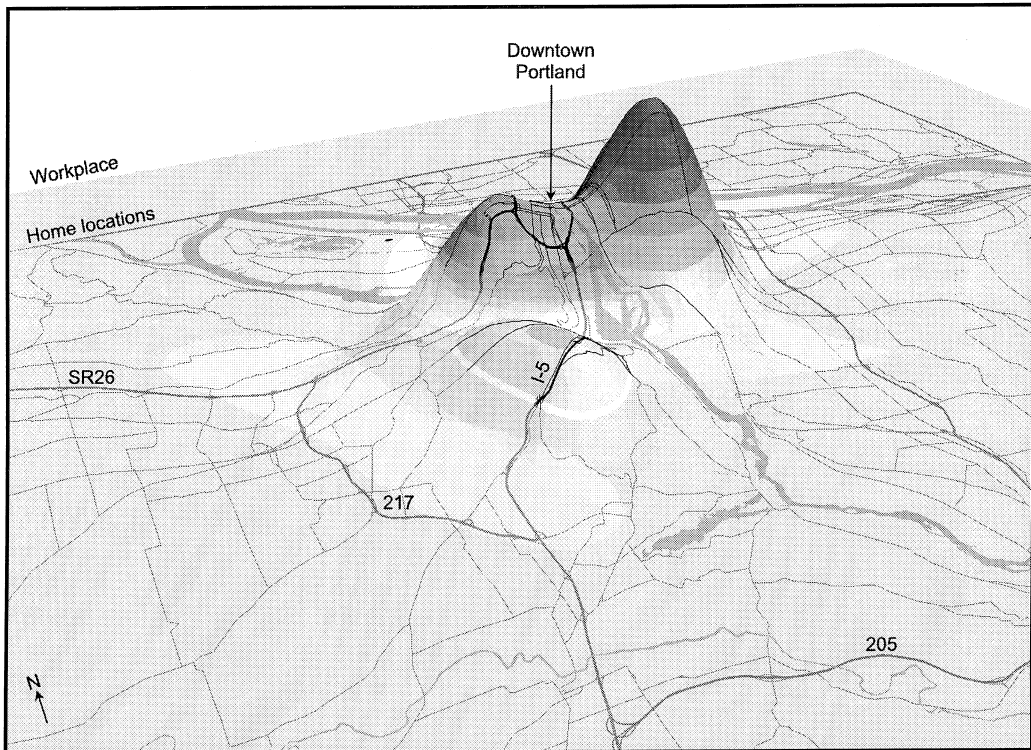 Downtown
Portland
Workplace
Home locations
SR26
I-5
217
205
N